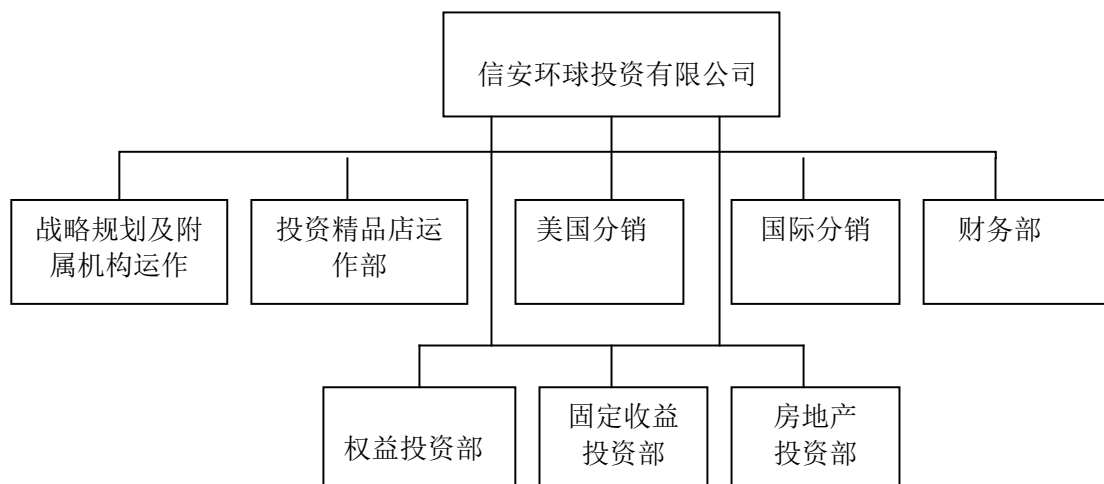 信安环球投资有限公司
战略规划及附
属机构运作
投资精品店运
作部
美国分销
国际分销
财务部
权益投资部
固定收益
投资部
房地产
投资部